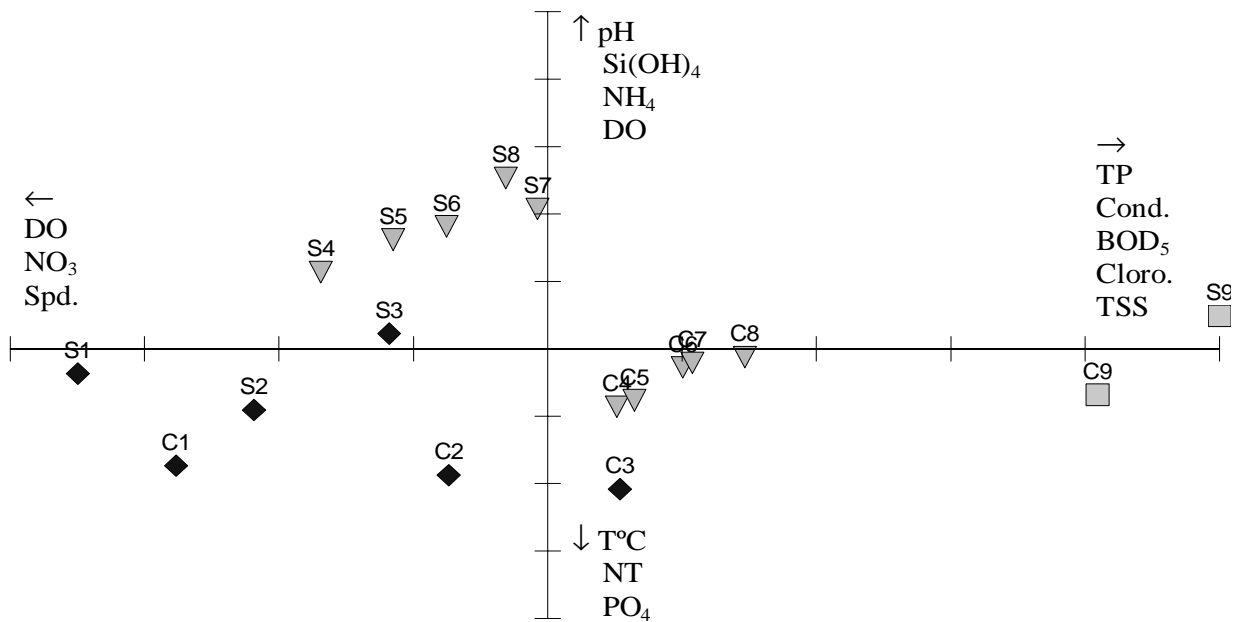 ↑ pH
Si(OH)₄
NH₄
DO
←
DO
NO₃
Spd.
→
TP
Cond.
BOD₅
Cloro.
TSS
S8
S7
S6
S5
S4
S3
S9
S1
S2
C1
C2
C3
C4
C5
C6
C7
C8
C9
↓ TºC
NT
PO₄